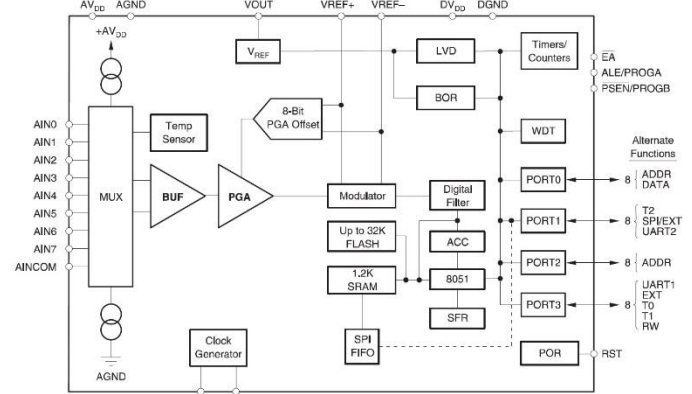 AVDD AGND VOUT VREF+ VREF– DVDD DGND
+AVDD
VREF
LVD
Timers/
Counters
EA
ALE/PROGA
PSEN/PROGB
8-Bit
PGA Offset
BOR
AIN0
AIN1
AIN2
AIN3
AIN4
AIN5
AIN6
AIN7
AINCOM
Temp
Sensor
MUX
BUF
PGA
WDT
Alternate
Functions
Modulator
Digital
Filter
PORT0
8
ADDR
DATA
Up to 32K
FLASH
ACC
PORT1
8
T2
SPI/EXT
UART2
1.2K
SRAM
8051
PORT2
8
ADDR
SFR
PORT3
8
UART1
EXT
T0
T1
RW
Clock
Generator
SPI
FIFO
POR
RST
AGND